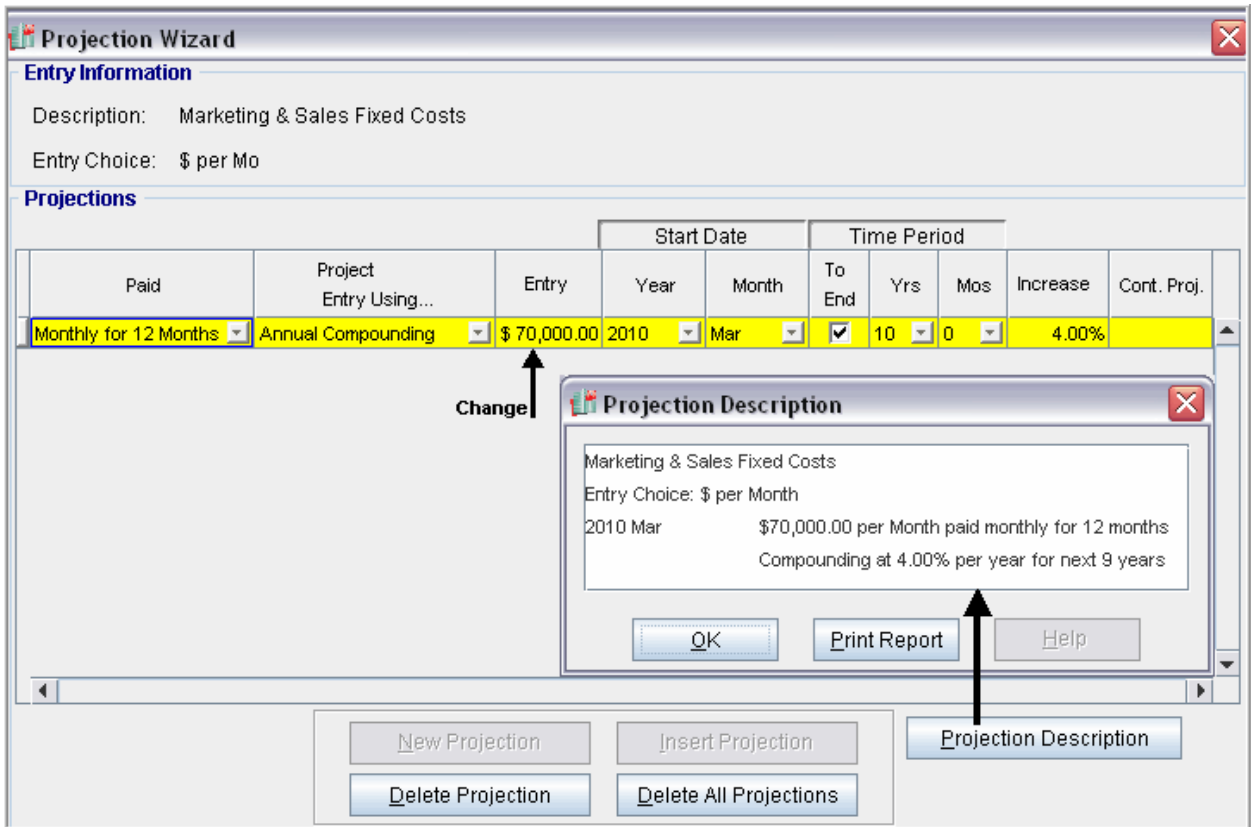 Projection Wizard
Entry Information
Description: Marketing & Sales Fixed Costs
Entry Choice: $ per Mo
Projections
Start Date Time Period
Paid Project Entry Using... Entry Year Month To End Yrs Mos Increase Cont. Proj.
Monthly for 12 Months Annual Compounding $ 70,000.00 2010 Mar 10 0 4.00%
Change
Projection Description
Marketing & Sales Fixed Costs
Entry Choice: $ per Month
2010 Mar $70,000.00 per Month paid monthly for 12 months
Compounding at 4.00% per year for next 9 years
OK Print Report Help
New Projection Insert Projection Projection Description
Delete Projection Delete All Projections